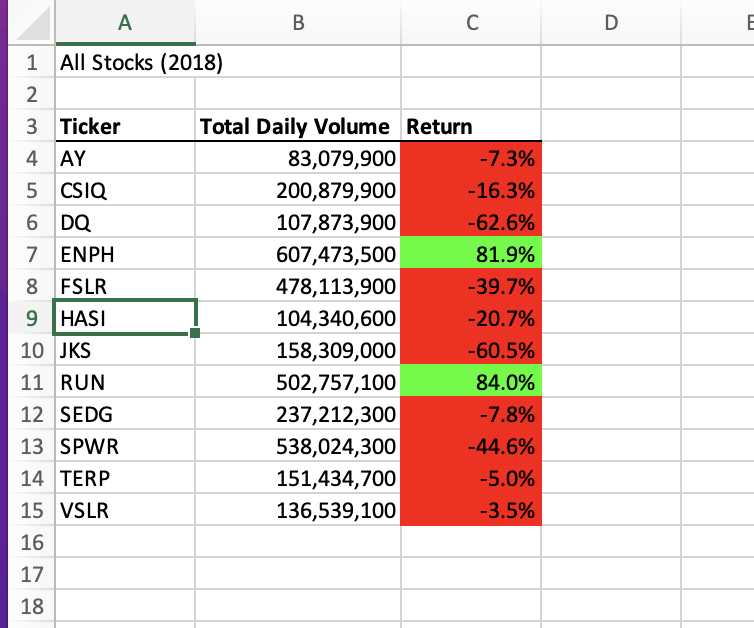 A B C D
1 All Stocks (2018)
2
3 Ticker Total Daily Volume Return
4 AY 83,079,900 -7.3%
5 CSIQ 200,879,900 -16.3%
6 DQ 107,873,900 -62.6%
7 ENPH 607,473,500 81.9%
8 FSLR 478,113,900 -39.7%
9 HASI 104,340,600 -20.7%
10 JKS 158,309,000 -60.5%
11 RUN 502,757,100 84.0%
12 SEDG 237,212,300 -7.8%
13 SPWR 538,024,300 -44.6%
14 TERP 151,434,700 -5.0%
15 VSLR 136,539,100 -3.5%
16
17
18